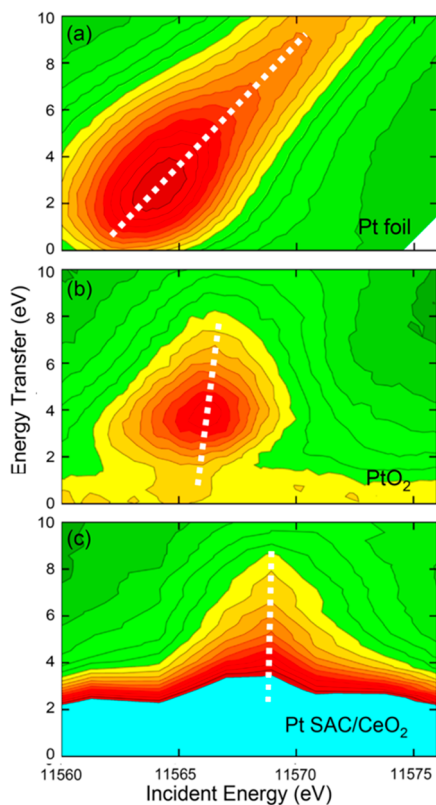 (a)
10
8
6
4
2
0
Pt foil
(b)
10
8
6
4
2
0
PtO2
(c)
10
8
6
4
2
0
Pt SAC/CeO2
Energy Transfer (eV)
11560 11565 11570 11575
Incident Energy (eV)